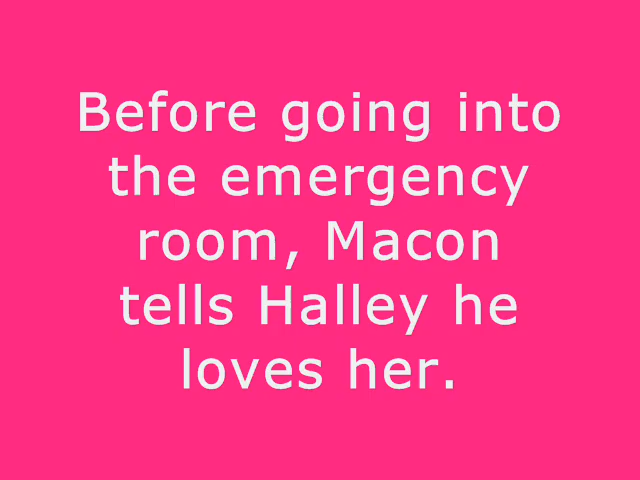 Before going into
the emergency
room, Macon
tells Halley he
loves her.